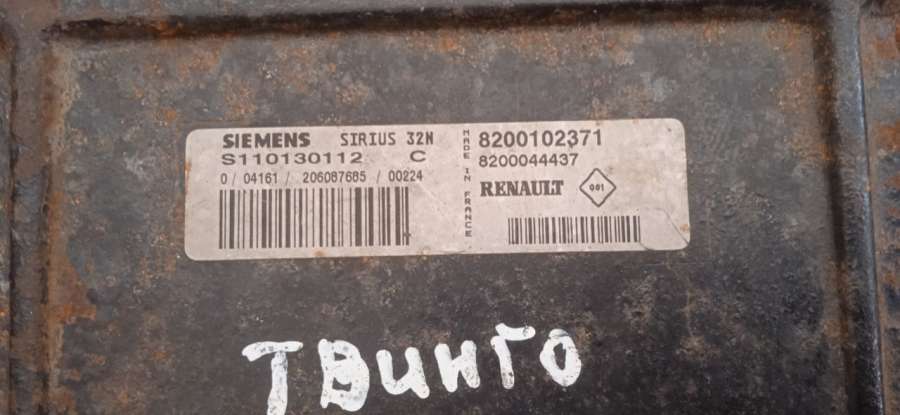 SIEMENS SIRIUS 32N
S110130112 C
0 / 04161 / 206087685 / 00224
MADE IN FRANCE
8200102371
8200044437
RENAULT 001
Твинго